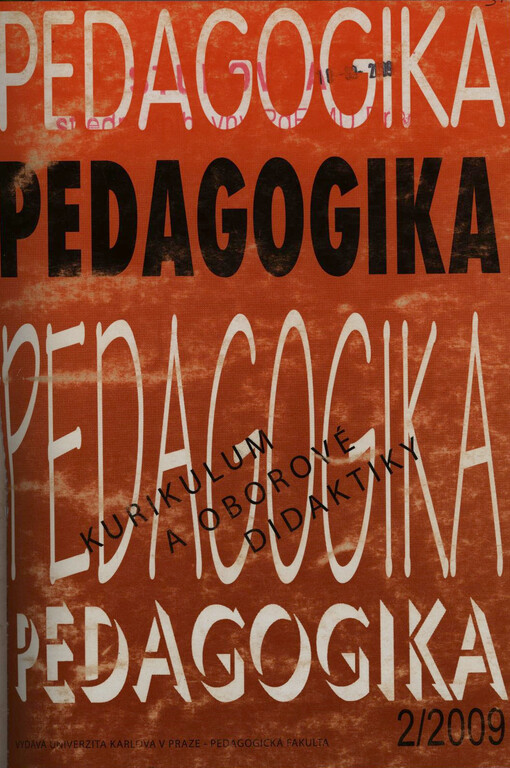 PEDAGOGIKA
PEDAGOGIKA
PEDAGOGIKA
KURIKULUM
A OBOROVÉ
DIDAKTIKY
PEDAGOGIKA
2/2009
VYDÁVÁ UNIVERZITA KARLOVA V PRAZE - PEDAGOGICKÁ FAKULTA